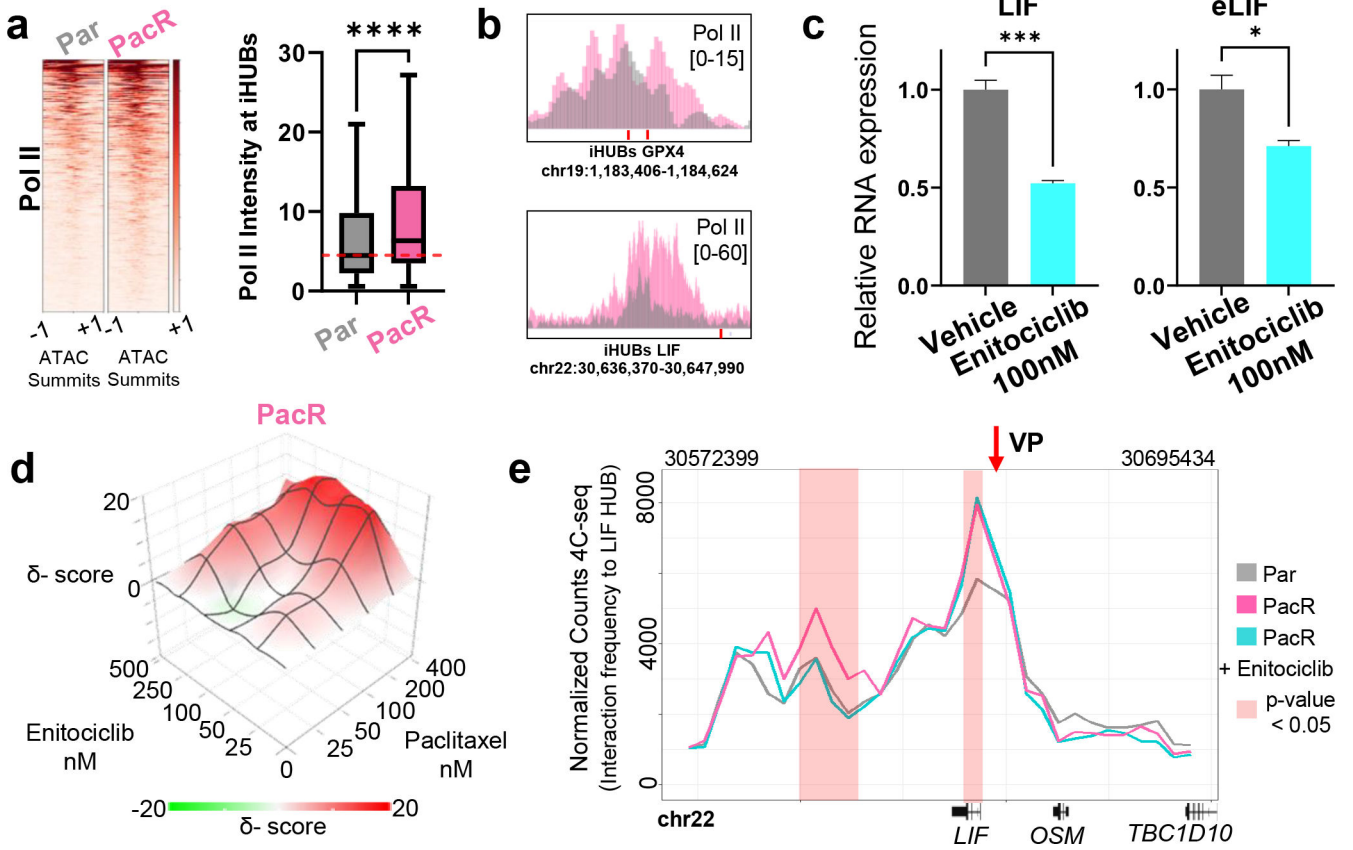 a
Par
PacR
Pol II
-1
+1
-1
+1
ATAC
Summits
ATAC
Summits
****
Pol II Intensity at iHUBs
30
20
10
0
Par
PacR
b
Pol II
[0-15]
iHUBs GPX4
chr19:1,183,406-1,184,624
Pol II
[0-60]
iHUBs LIF
chr22:30,636,370-30,647,990
c
LIF
***
Relative RNA expression
1.0
0.5
0.0
Vehicle
Enitociclib
100nM
eLIF
*
1.0
0.5
0.0
Vehicle
Enitociclib
100nM
d
PacR
20
0
δ- score
500
250
100
50
25
0
25
50
100
200
400
Enitociclib
nM
Paclitaxel
nM
-20
20
δ- score
e
VP
30572399
30695434
Normalized Counts 4C-seq
(Interaction frequency to LIF HUB)
8000
4000
0
chr22
LIF
OSM
TBC1D10
Par
PacR
PacR
+ Enitociclib
p-value
< 0.05